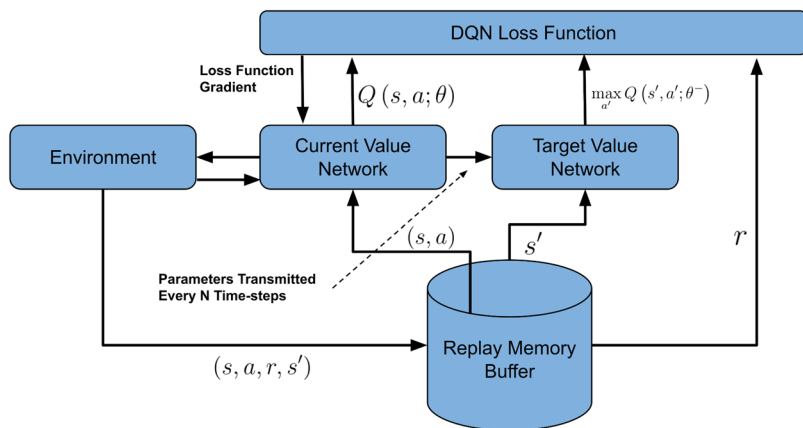 DQN Loss Function
Loss Function
Gradient
Q (s, a; θ)
max Q (s′, a′; θ⁻)
a′
Environment
Current Value
Network
Target Value
Network
(s, a)
s′
r
Parameters Transmitted
Every N Time-steps
Replay Memory
Buffer
(s, a, r, s′)